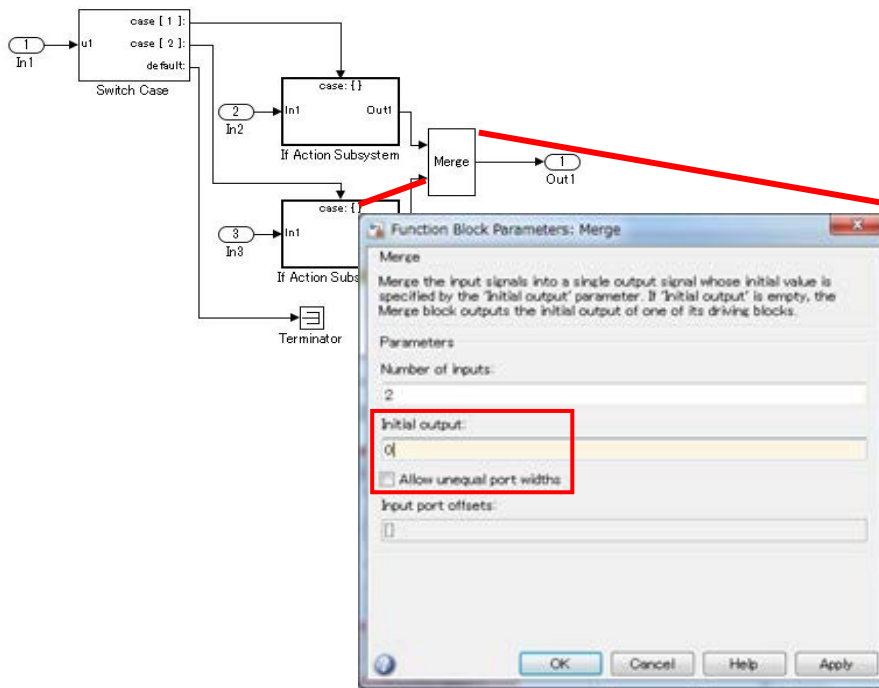 case [ 1 ]:
1
u1
case [ 2 ]:
In1
default:
Switch Case
case: { }
2
In1
Out1
In2
If Action Subsystem
Merge
1
Out1
case: { }
3
In1
In3
If Action Subs
Terminator
Function Block Parameters: Merge
Merge
Merge the input signals into a single output signal whose initial value is
specified by the 'Initial output' parameter. If 'Initial output' is empty, the
Merge block outputs the initial output of one of its driving blocks.
Parameters
Number of inputs:
2
Initial output:
0
Allow unequal port widths
Input port offsets:
[]
OK
Cancel
Help
Apply